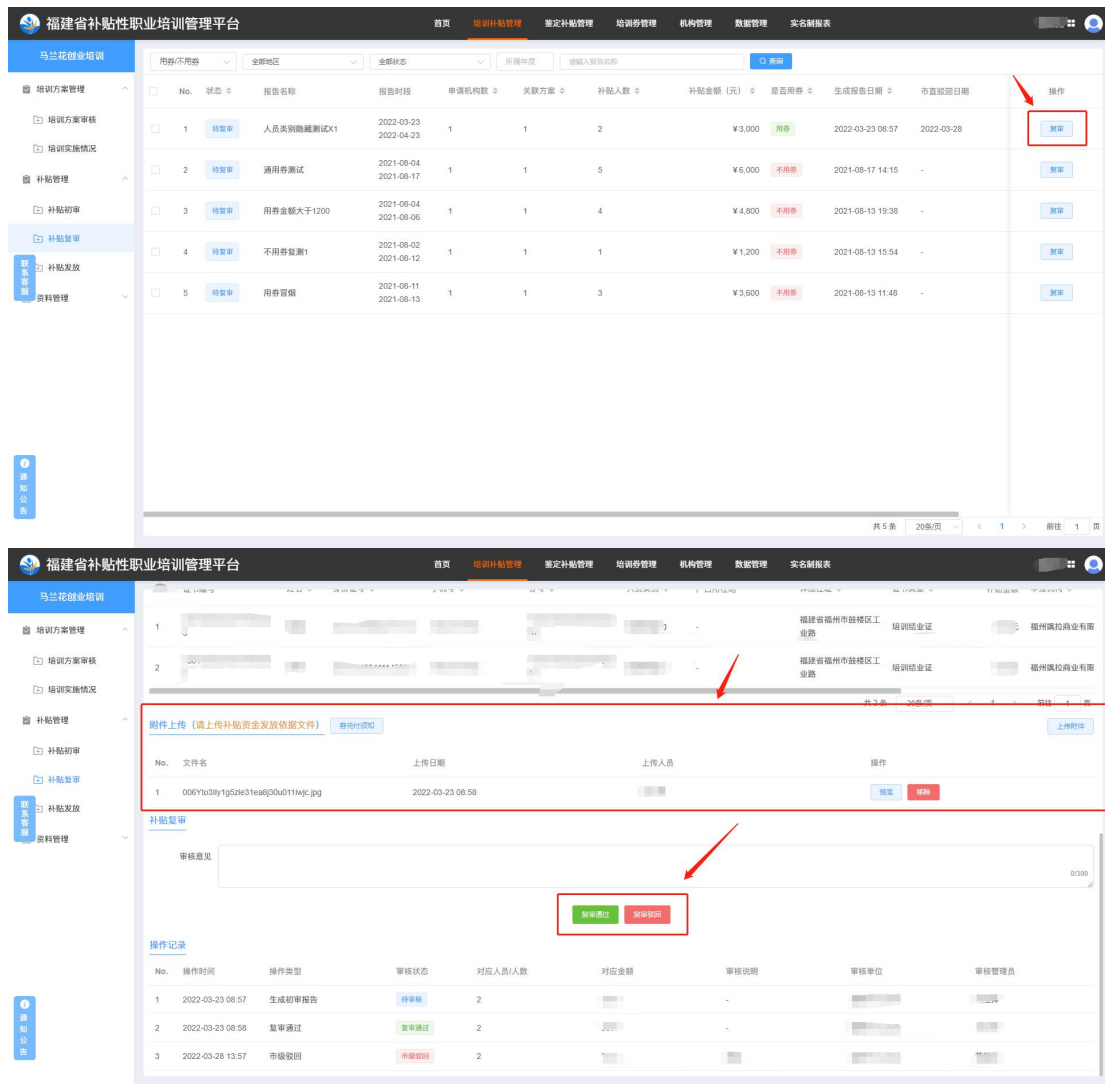 福建省补贴性职业培训管理平台 首页 培训补贴管理 鉴定补贴管理 培训券管理 机构管理 数据管理 实名制报表
马兰花创业培训 用券/不用券 全部地区 全部状态 所属年度 请输入报告名称 查询
培训方案管理 No. 状态 报告名称 报告时段 申请机构数 关联方案 补贴人数 补贴金额(元) 是否用券 生成报告日期 市直驳回日期 操作
培训方案审核 1 待复审 人员类别隐藏测试X1 2022-03-23 2022-04-23 1 1 2 ¥3,000 用券 2022-03-23 08:57 2022-03-28 复审
培训实施情况
补贴管理 2 待复审 通用券测试 2021-08-04 2021-08-17 1 1 5 ¥6,000 不用券 2021-08-17 14:15 - 复审
补贴初审 3 待复审 用券金额大于1200 2021-08-04 2021-08-06 1 1 4 ¥4,800 不用券 2021-08-13 19:38 - 复审
补贴复审 4 待复审 不用券复测1 2021-08-02 2021-08-12 1 1 1 ¥1,200 不用券 2021-08-13 15:54 - 复审
补贴发放
资料管理 5 待复审 用券冒烟 2021-08-11 2021-08-13 1 1 3 ¥3,600 不用券 2021-08-13 11:48 - 复审
联系客服
通知公告
共 5 条 20条/页 < 1 > 前往 1 页
福建省补贴性职业培训管理平台 首页 培训补贴管理 鉴定补贴管理 培训券管理 机构管理 数据管理 实名制报表
马兰花创业培训
培训方案管理 1 - 福建省福州市鼓楼区工业路 培训结业证 福州飒拉商业有限
培训方案审核
培训实施情况 2 - 福建省福州市鼓楼区工业路 培训结业证 福州飒拉商业有限
共 2 条 20条/页 < 1 > 前往 1 页
补贴管理 附件上传(请上传补贴资金发放依据文件) 券兑付须知 上传附件
补贴初审 No. 文件名 上传日期 上传人员 操作
补贴复审 1 2022-03-23 08:58 预览 移除
补贴发放
联系客服
资料管理
补贴复审
审核意见 0/300
复审通过 复审驳回
操作记录
No. 操作时间 操作类型 审核状态 对应人员/人数 对应金额 审核说明 审核单位 审核管理员
1 2022-03-23 08:57 生成初审报告 待审核 2 -
2 2022-03-23 08:58 复审通过 复审通过 2 -
3 2022-03-28 13:57 市级驳回 市级驳回 2
通知公告